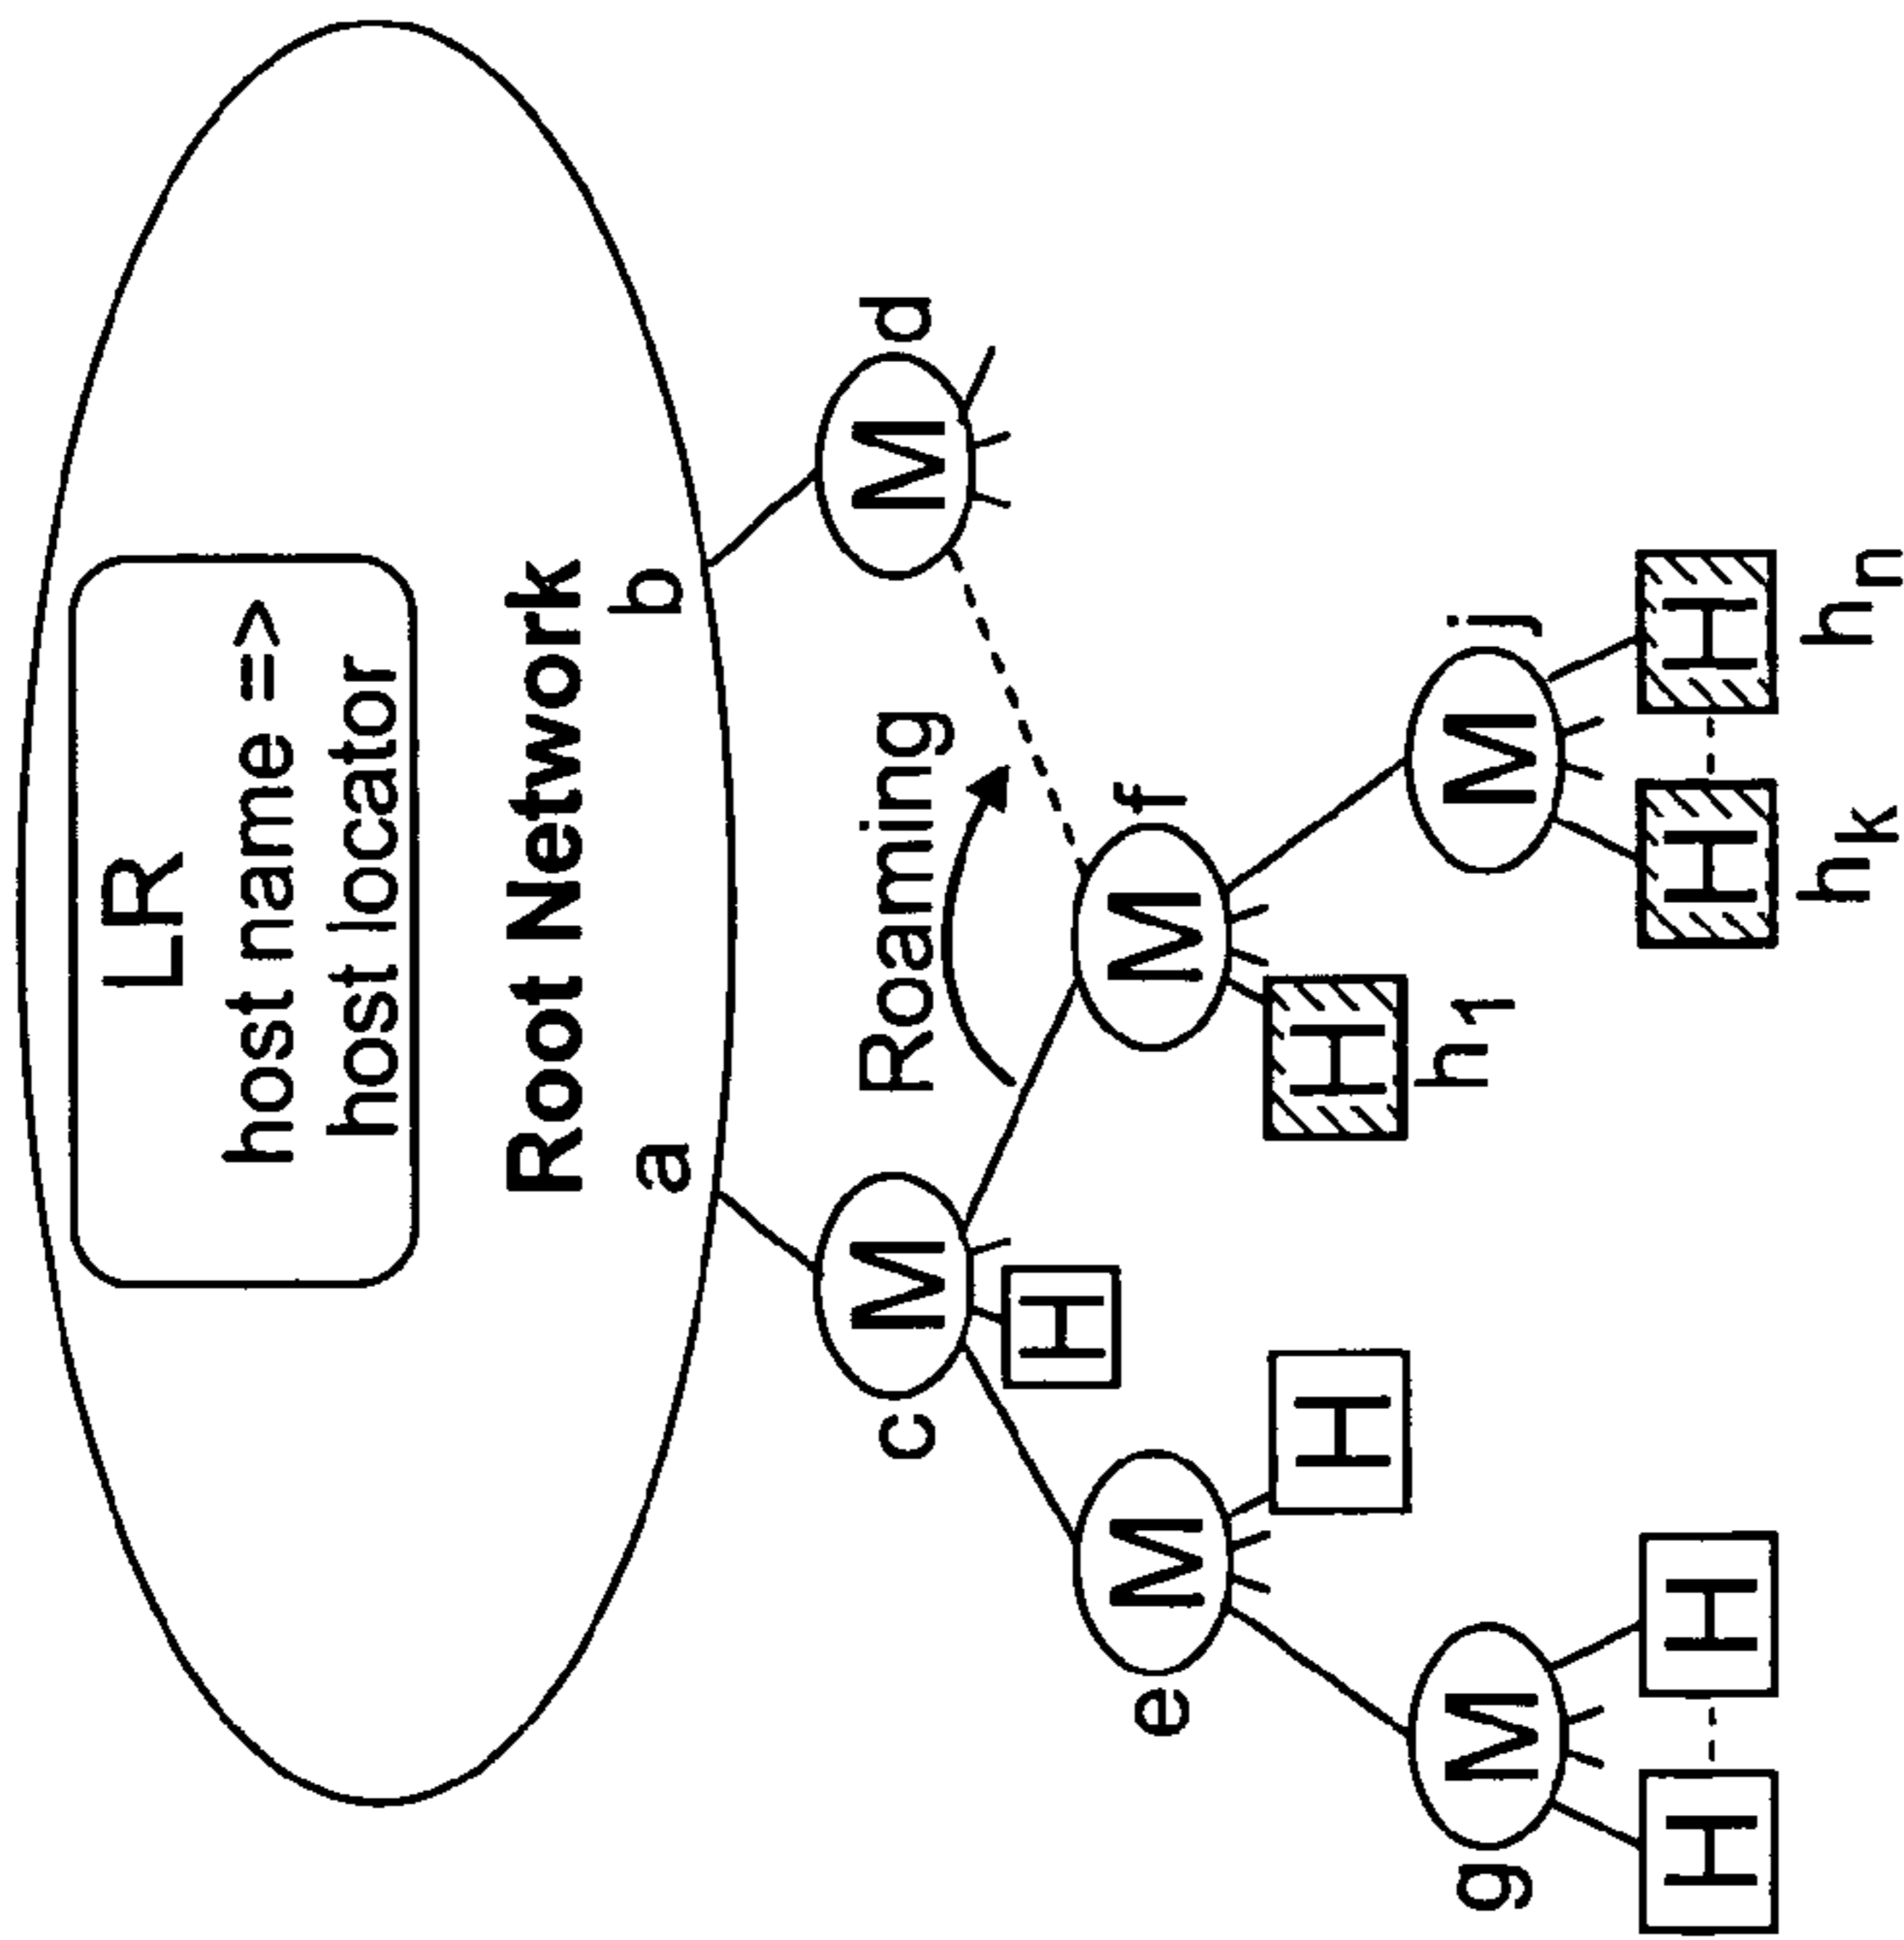 LR
host name =>
host locator
Root Network
a
b
c
M
Roaming
M
d
H
e
M
M
f
H
H
h1
g
M
M
j
H
H
H
H
hk
hn